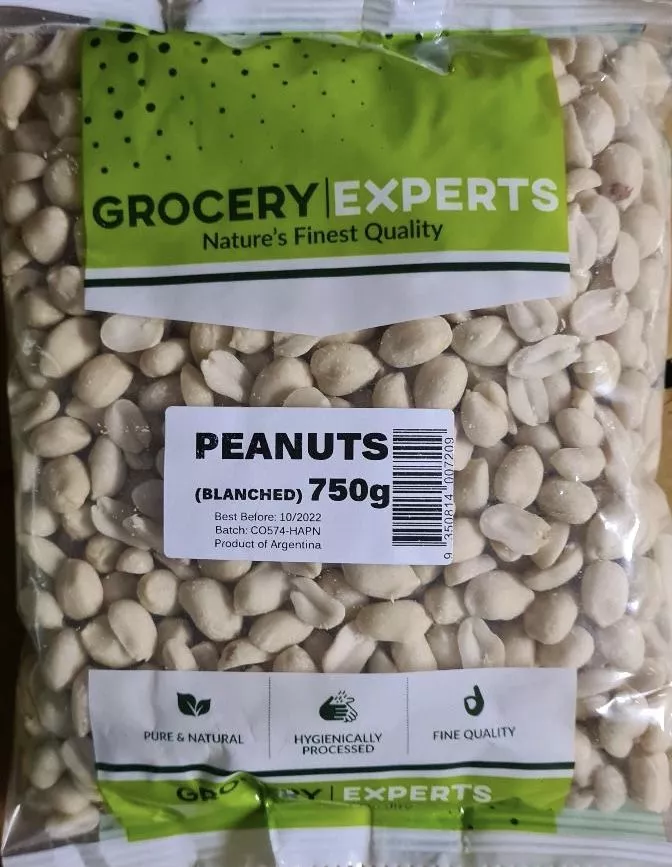 GROCERY EXPERTS
Nature's Finest Quality
PEANUTS
(BLANCHED) 750g
Best Before: 10/2022
Batch: CO574-HAPN
Product of Argentina
9 350814 007209
PURE & NATURAL
HYGIENICALLY
PROCESSED
FINE QUALITY
GROCERY EXPERTS